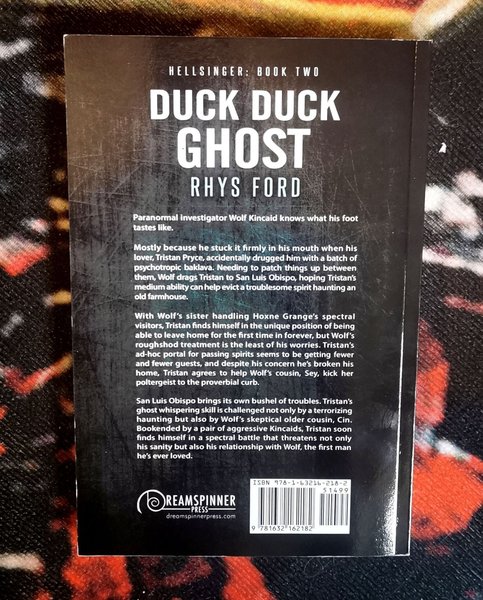 HELLSINGER: BOOK TWO
DUCK DUCK
GHOST
RHYS FORD
Paranormal investigator Wolf Kincaid knows what his foot
tastes like.
Mostly because he stuck it firmly in his mouth when his
lover, Tristan Pryce, accidentally drugged him with a batch of
psychotropic baklava. Needing to patch things up between
them, Wolf drags Tristan to San Luis Obispo, hoping Tristan's
medium ability can help evict a troublesome spirit haunting an
old farmhouse.
With Wolf's sister handling Hoxne Grange's spectral
visitors, Tristan finds himself in the unique position of being
able to leave home for the first time in forever, but Wolf's
roughshod treatment is the least of his worries. Tristan's
ad-hoc portal for passing spirits seems to be getting fewer
and fewer guests, and despite his concern he's broken his
home, Tristan agrees to help Wolf's cousin, Sey, kick her
poltergeist to the proverbial curb.
San Luis Obispo brings its own bushel of troubles. Tristan's
ghost whispering skill is challenged not only by a terrorizing
haunting but also by Wolf's skeptical older cousin, Cin.
Bookended by a pair of aggressive Kincaids, Tristan soon
finds himself in a spectral battle that threatens not only
his sanity but also his relationship with Wolf, the first man
he's ever loved.
ISBN 978-1-63216-218-2
51499
9 781632 162182
DREAMSPINNER
PRESS
dreamspinnerpress.com